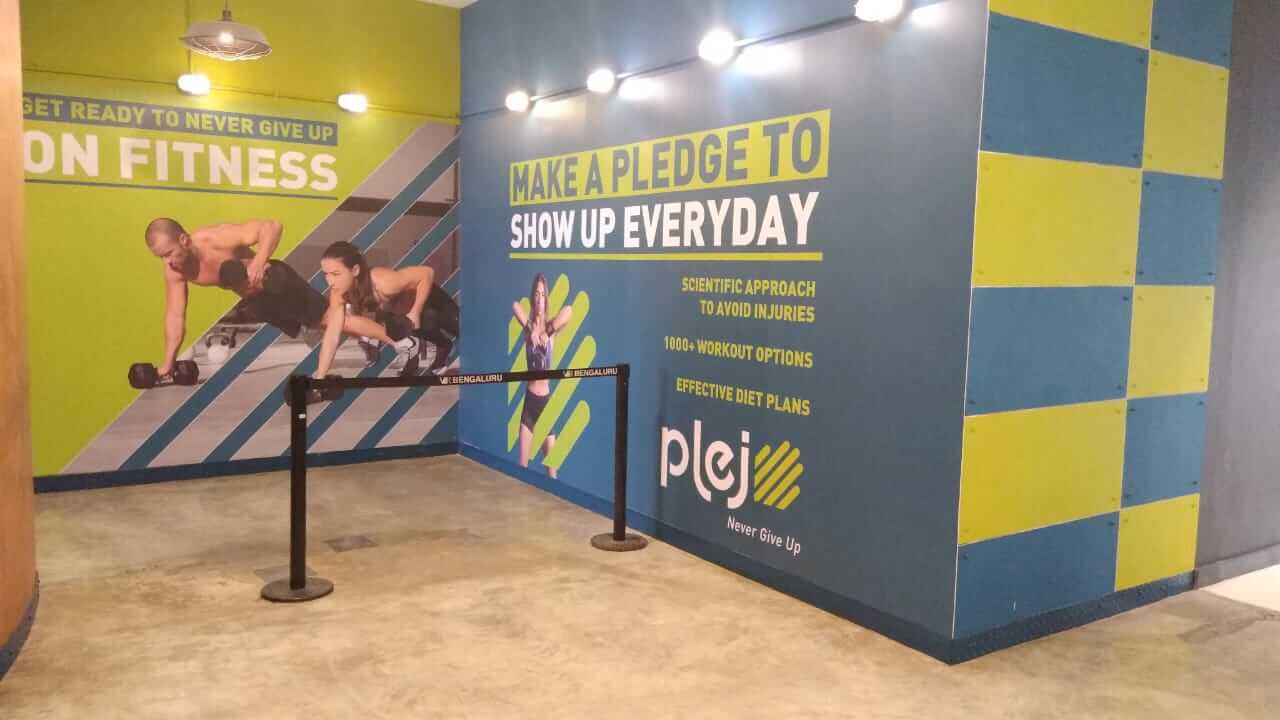 GET READY TO NEVER GIVE UP
ON FITNESS
MAKE A PLEDGE TO
SHOW UP EVERYDAY
SCIENTIFIC APPROACH
TO AVOID INJURIES
1000+ WORKOUT OPTIONS
EFFECTIVE DIET PLANS
plej
Never Give Up
BENGALURU
BENGALURU